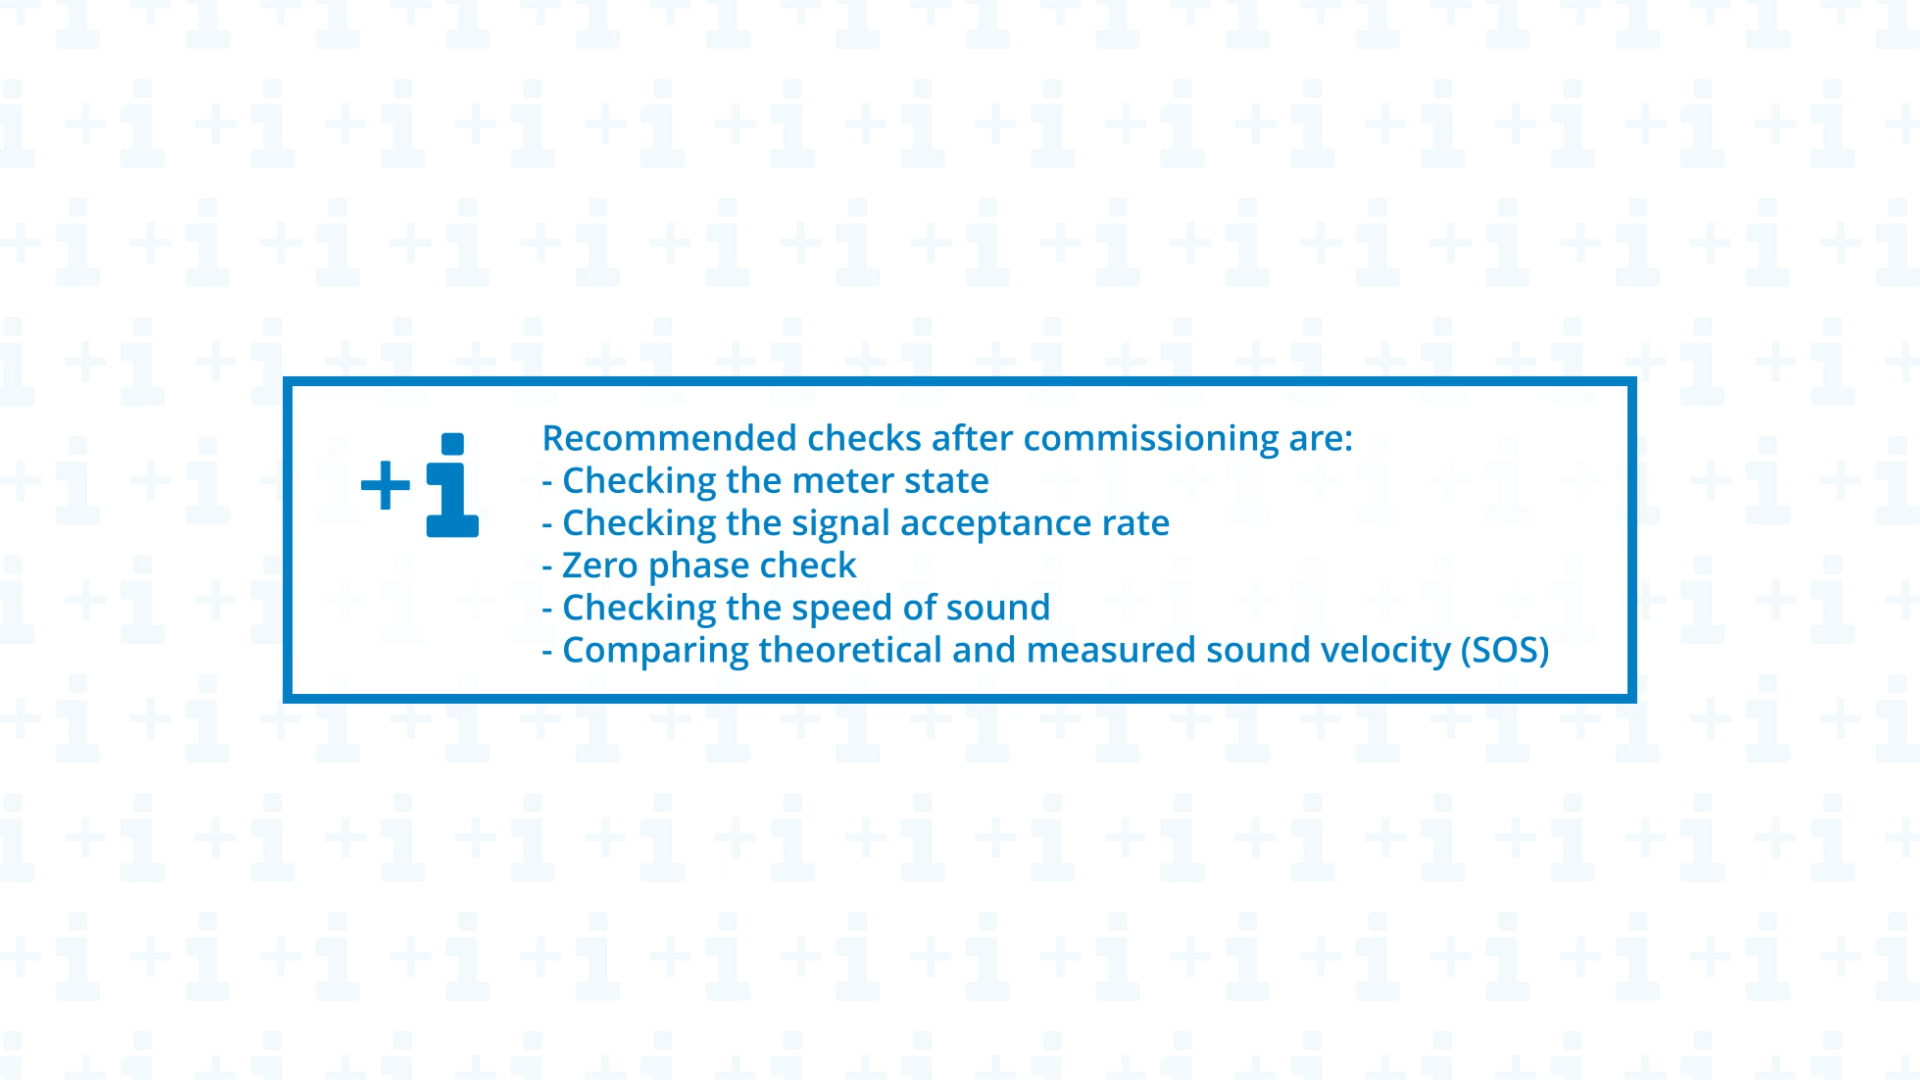 +i
Recommended checks after commissioning are:
- Checking the meter state
- Checking the signal acceptance rate
- Zero phase check
- Checking the speed of sound
- Comparing theoretical and measured sound velocity (SOS)